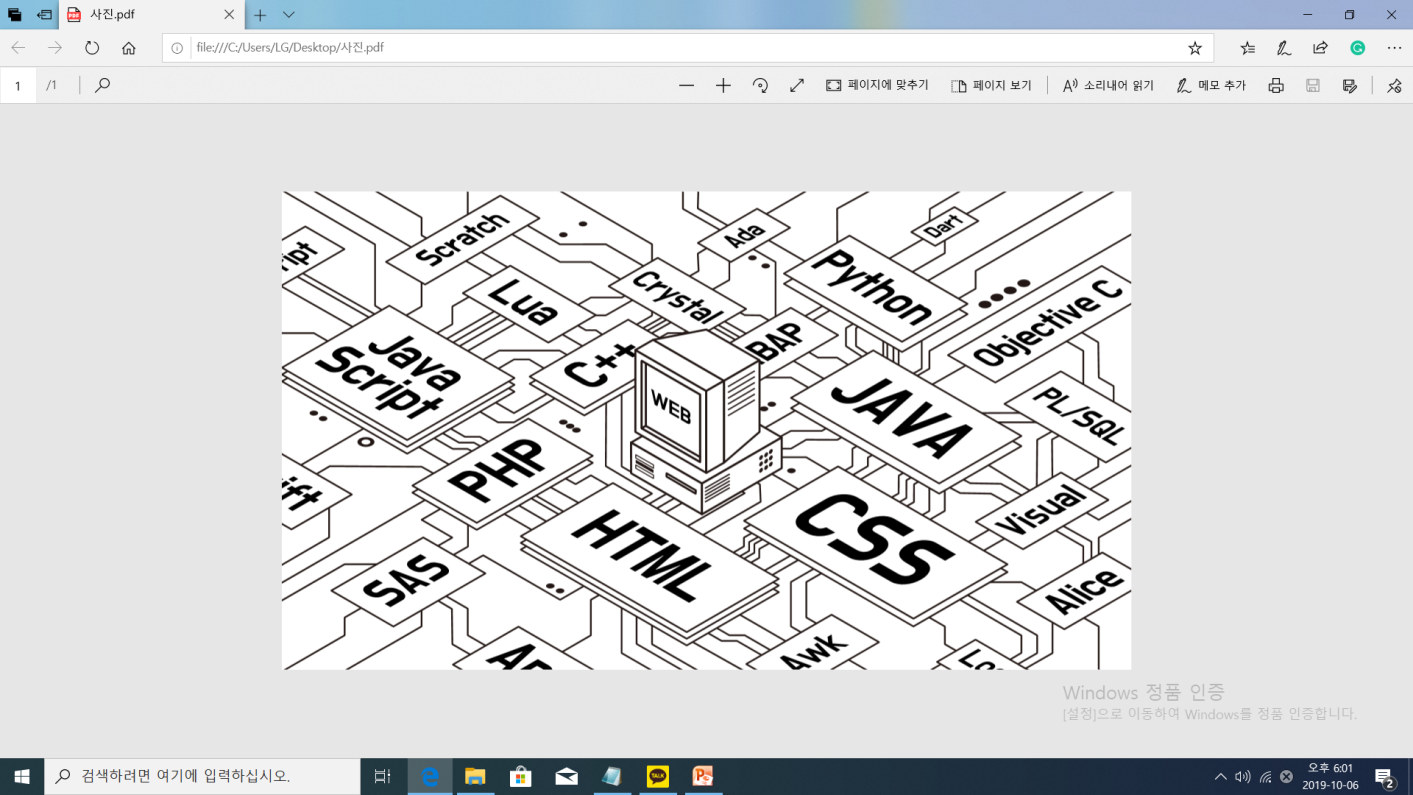 사진.pdf
file:///C:/Users/LG/Desktop/사진.pdf
1 /1 페이지에 맞추기 페이지 보기 소리내어 읽기 메모 추가
Scratch
Ada
Dart
ipt
Lua
Crystal
Python
Objective C
Java
Script
C++
BAP
WEB
JAVA
PL/SQL
PHP
ift
HTML
CSS
Visual
SAS
Alice
Awk
Windows 정품 인증
[설정]으로 이동하여 Windows를 정품 인증합니다.
검색하려면 여기에 입력하십시오.
TALK
오후 6:01
2019-10-06
2